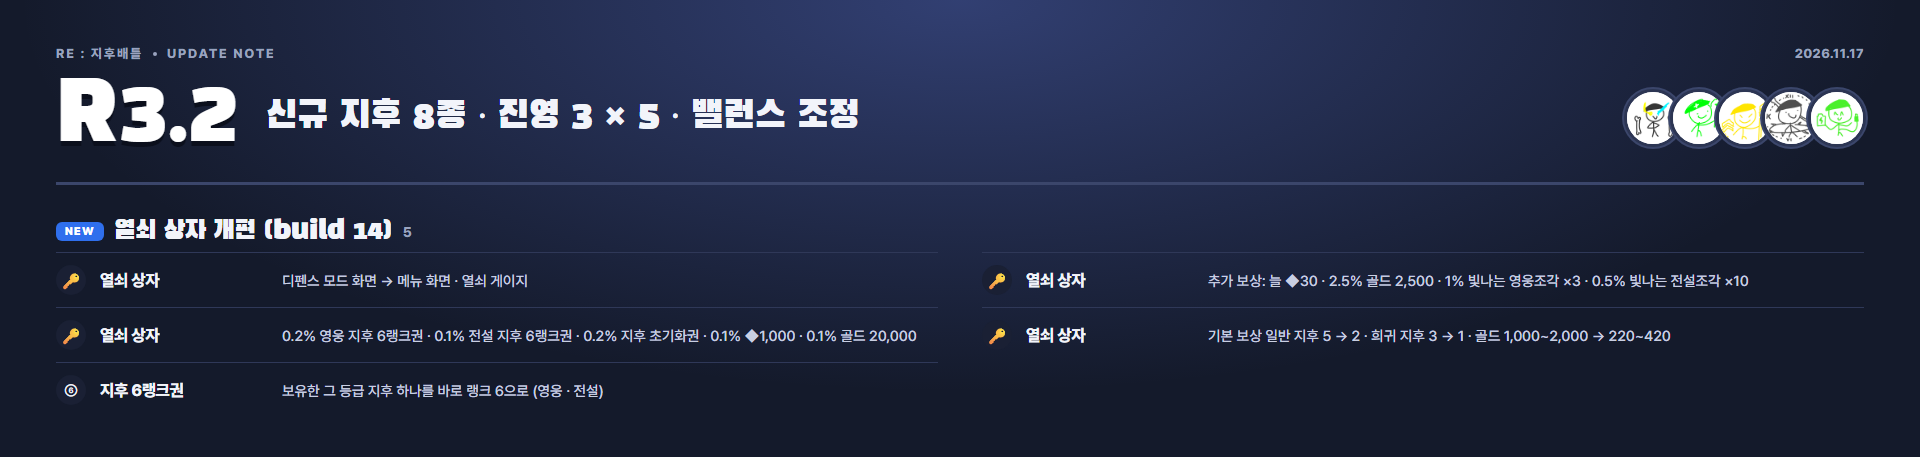 RE : 지후배틀 • UPDATE NOTE
2026.11.17
R3.2 신규 지후 8종 · 진영 3 × 5 · 밸런스 조정
NEW 열쇠 상자 개편 (build 14) 5
열쇠 상자 디펜스 모드 화면 → 메뉴 화면 · 열쇠 게이지
열쇠 상자 추가 보상: 늘 ◆30 · 2.5% 골드 2,500 · 1% 빛나는 영웅조각 ×3 · 0.5% 빛나는 전설조각 ×10
열쇠 상자 0.2% 영웅 지후 6랭크권 · 0.1% 전설 지후 6랭크권 · 0.2% 지후 초기화권 · 0.1% ◆1,000 · 0.1% 골드 20,000
열쇠 상자 기본 보상 일반 지후 5 → 2 · 희귀 지후 3 → 1 · 골드 1,000~2,000 → 220~420
⑥ 지후 6랭크권 보유한 그 등급 지후 하나를 바로 랭크 6으로 (영웅 · 전설)